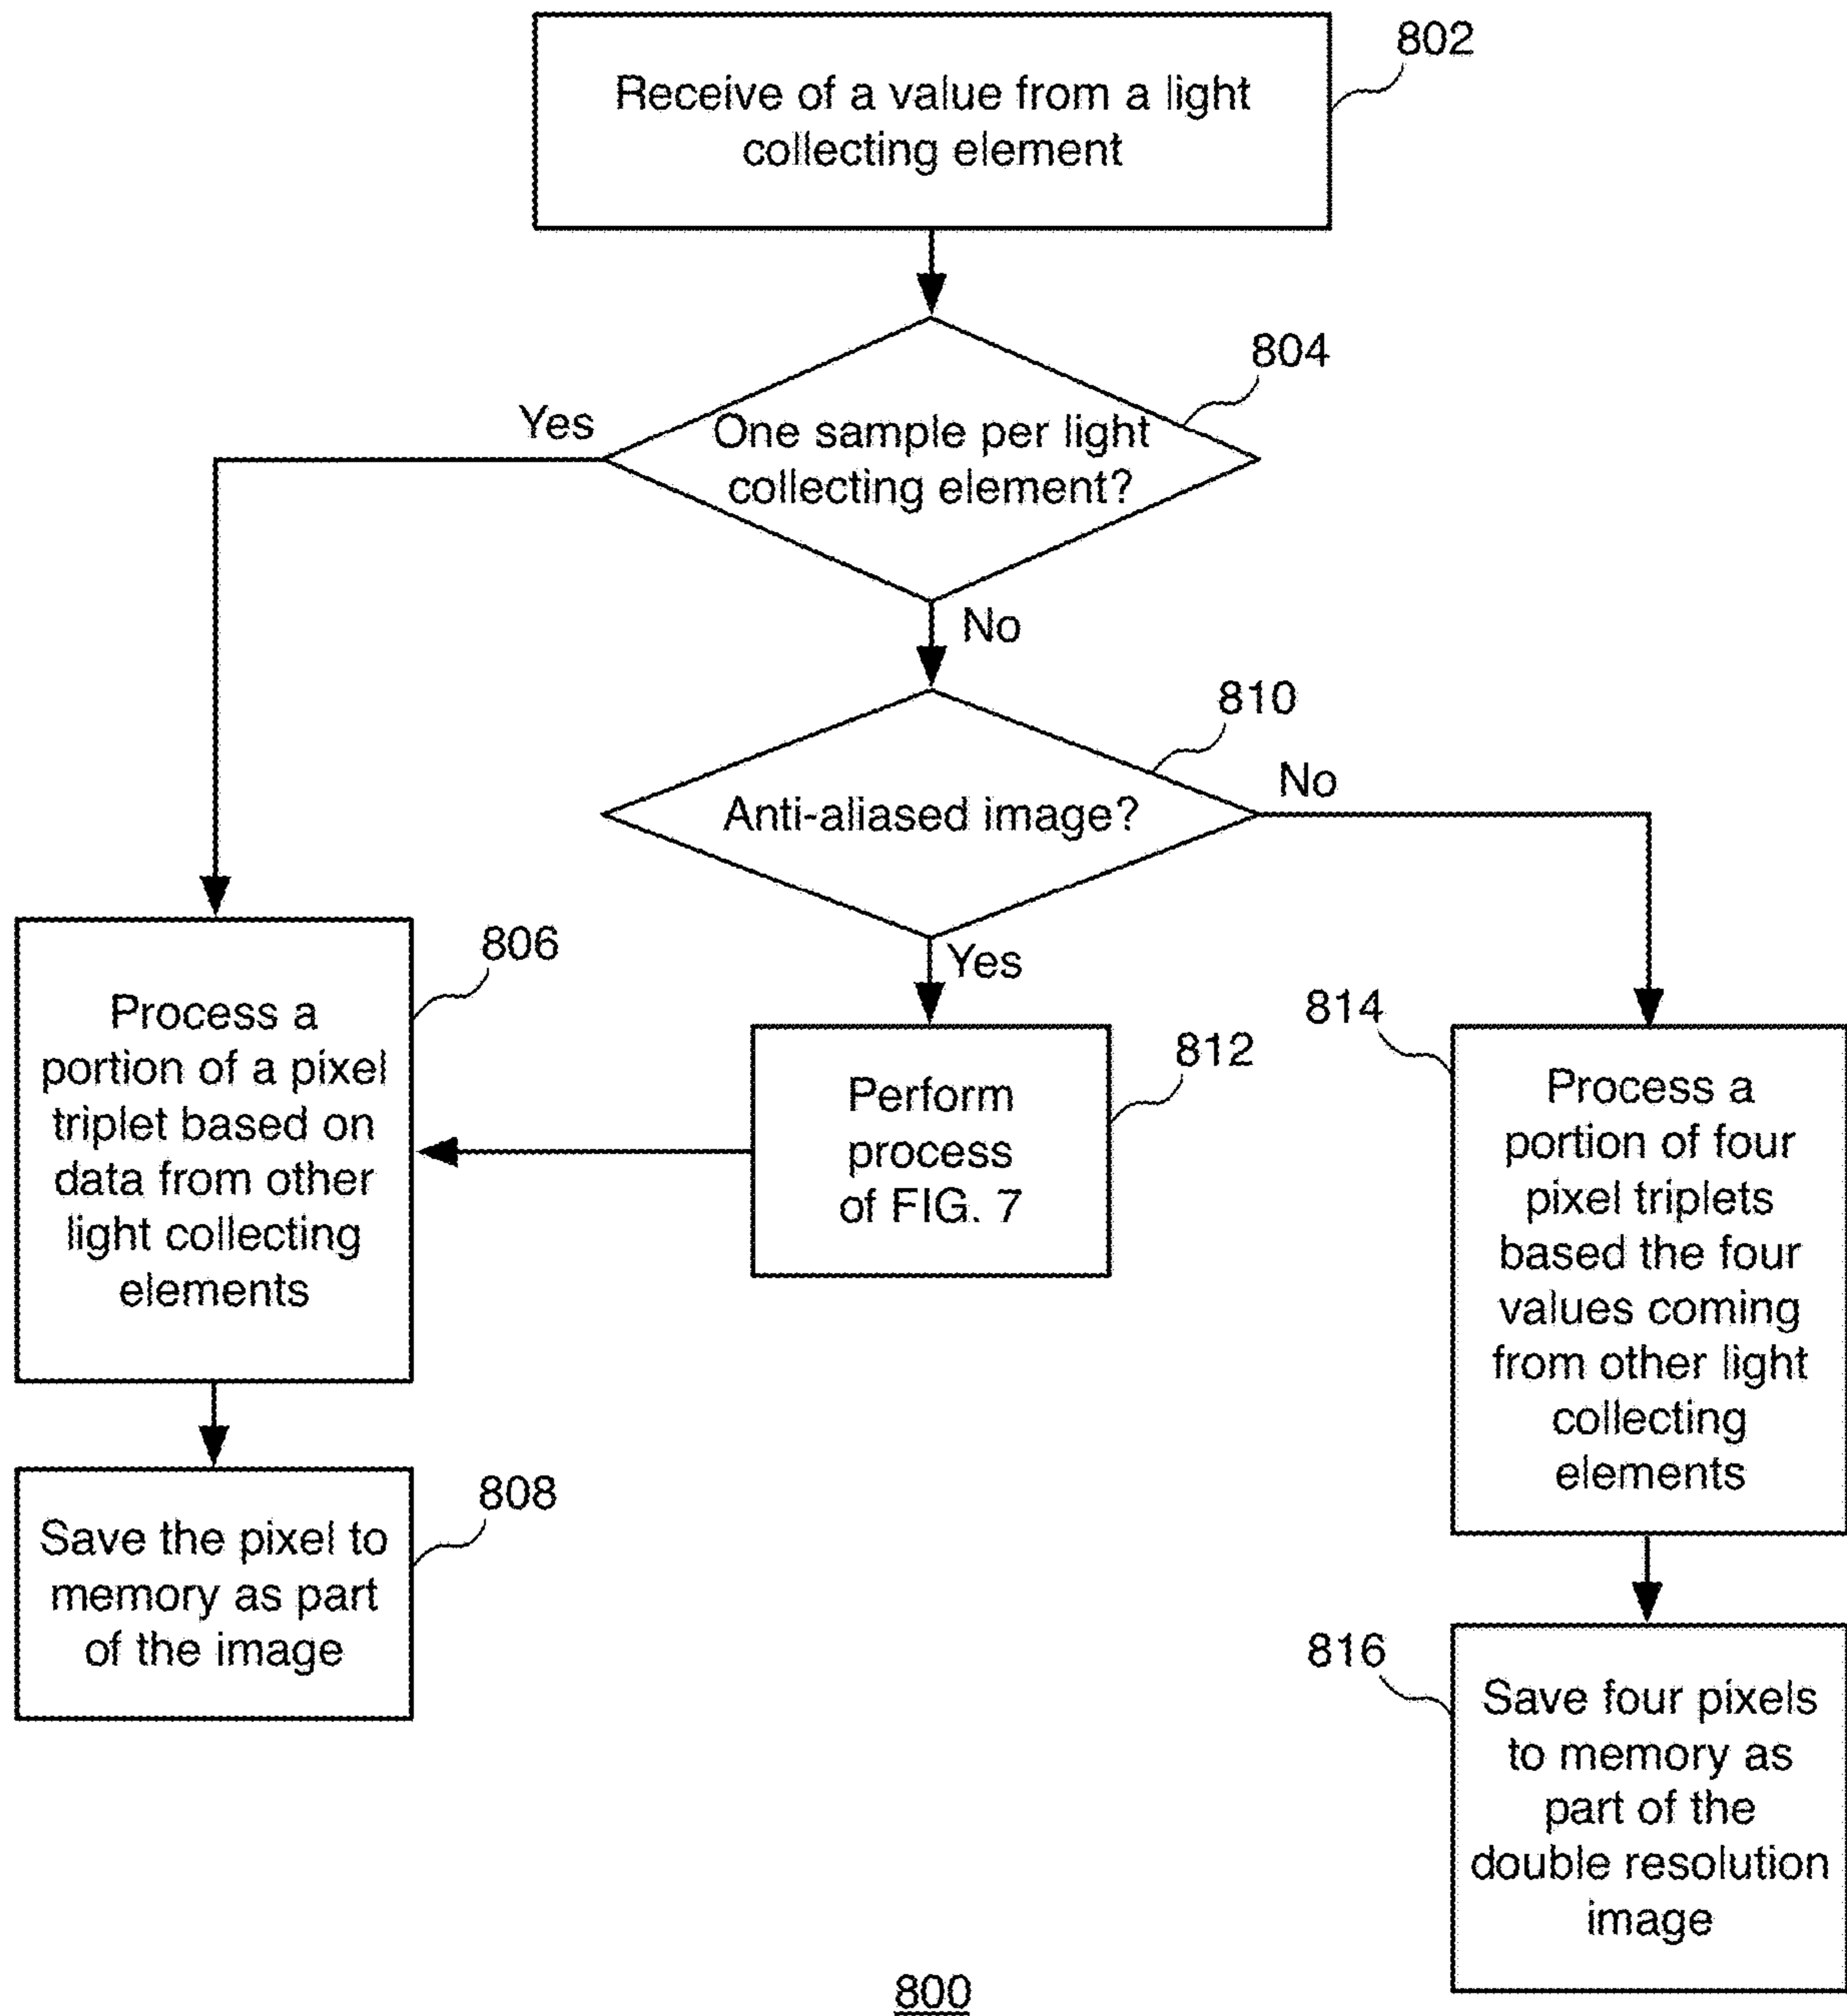 802
Receive of a value from a light
collecting element
804
Yes
One sample per light
collecting element?
No
810
No
Anti-aliased image?
Yes
806
Process a
portion of a pixel
triplet based on
data from other
light collecting
elements
812
Perform
process
of FIG. 7
814
Process a
portion of four
pixel triplets
based the four
values coming
from other light
collecting
elements
808
Save the pixel to
memory as part
of the image
816
Save four pixels
to memory as
part of the
double resolution
image
800